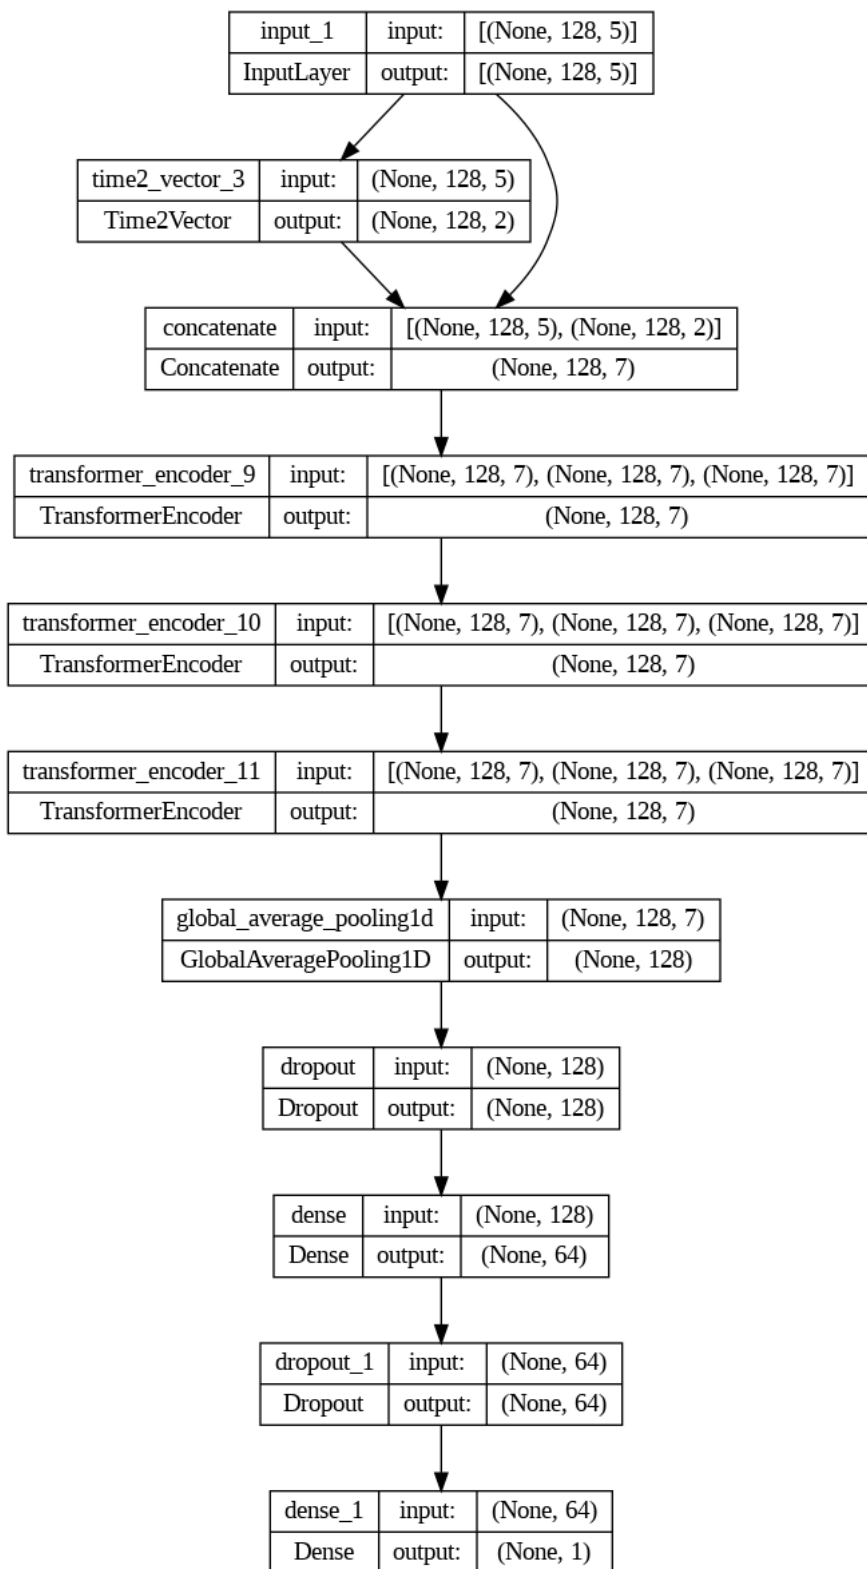 input_1 input: [(None, 128, 5)]
InputLayer output: [(None, 128, 5)]
time2_vector_3 input: (None, 128, 5)
Time2Vector output: (None, 128, 2)
concatenate input: [(None, 128, 5), (None, 128, 2)]
Concatenate output: (None, 128, 7)
transformer_encoder_9 input: [(None, 128, 7), (None, 128, 7), (None, 128, 7)]
TransformerEncoder output: (None, 128, 7)
transformer_encoder_10 input: [(None, 128, 7), (None, 128, 7), (None, 128, 7)]
TransformerEncoder output: (None, 128, 7)
transformer_encoder_11 input: [(None, 128, 7), (None, 128, 7), (None, 128, 7)]
TransformerEncoder output: (None, 128, 7)
global_average_pooling1d input: (None, 128, 7)
GlobalAveragePooling1D output: (None, 128)
dropout input: (None, 128)
Dropout output: (None, 128)
dense input: (None, 128)
Dense output: (None, 64)
dropout_1 input: (None, 64)
Dropout output: (None, 64)
dense_1 input: (None, 64)
Dense output: (None, 1)